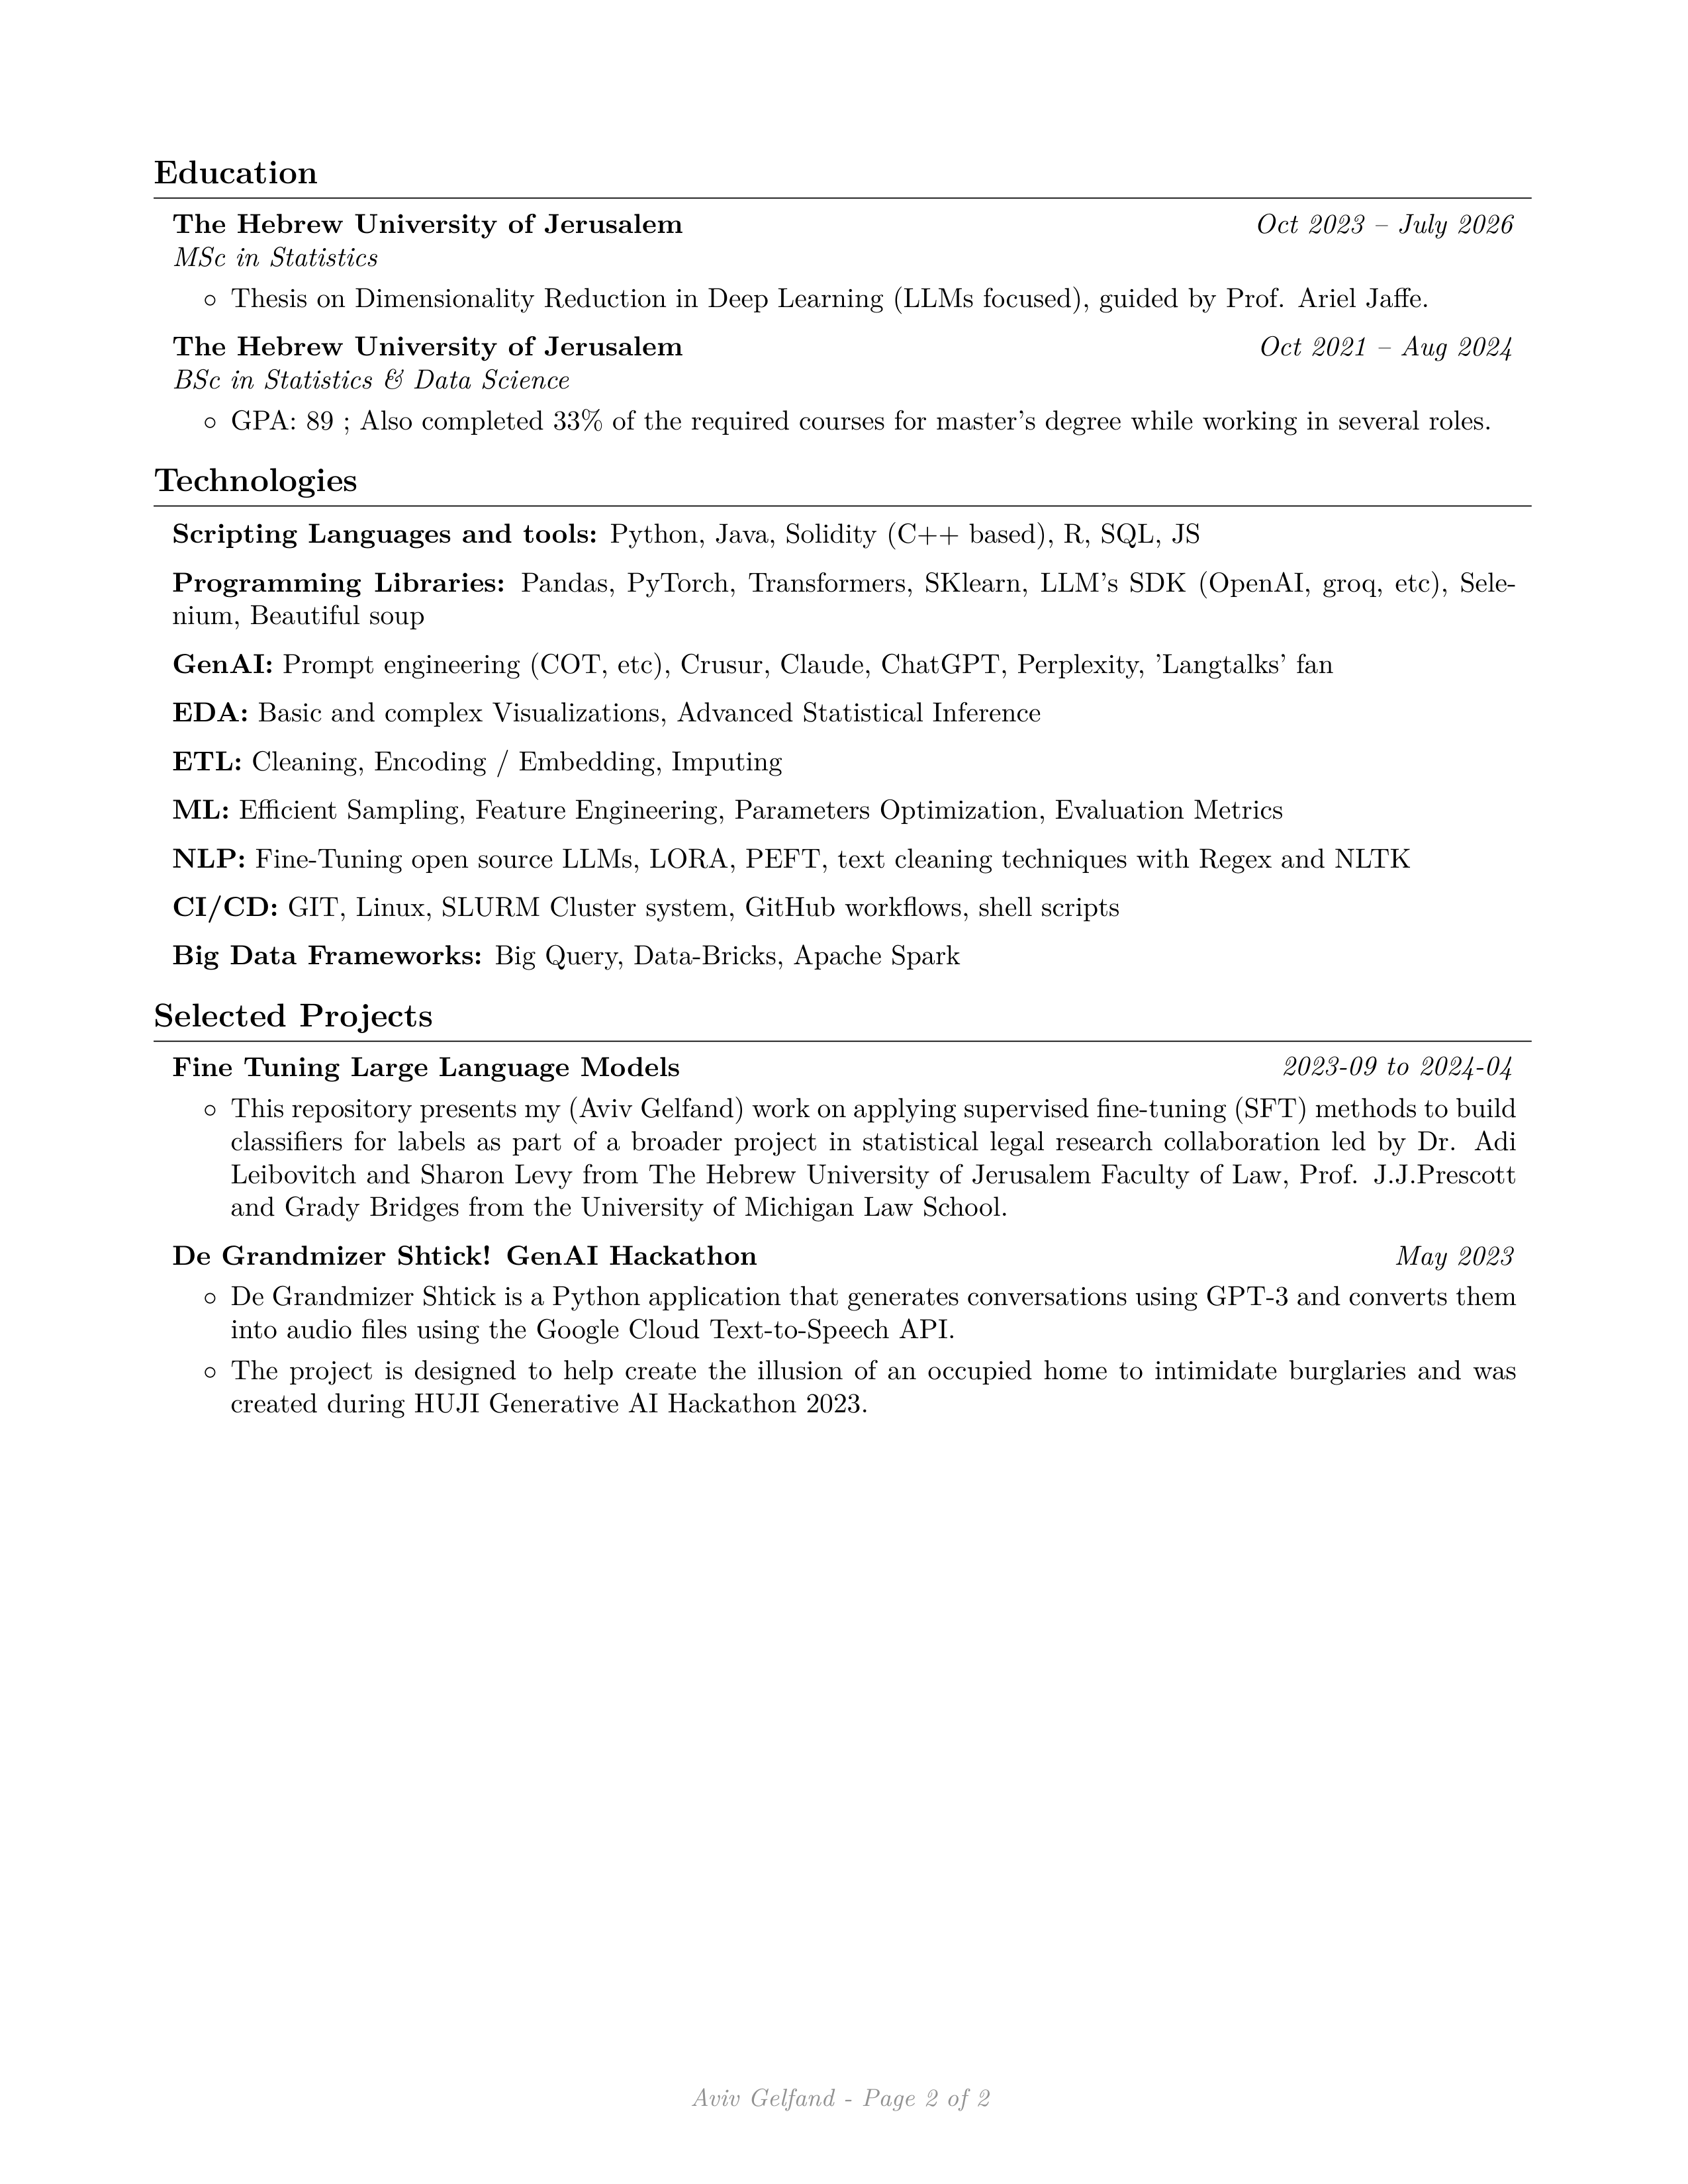 Education
The Hebrew University of Jerusalem Oct 2023 – July 2026
MSc in Statistics
◦ Thesis on Dimensionality Reduction in Deep Learning (LLMs focused), guided by Prof. Ariel Jaffe.
The Hebrew University of Jerusalem Oct 2021 – Aug 2024
BSc in Statistics & Data Science
◦ GPA: 89 ; Also completed 33% of the required courses for master's degree while working in several roles.
Technologies
Scripting Languages and tools: Python, Java, Solidity (C++ based), R, SQL, JS
Programming Libraries: Pandas, PyTorch, Transformers, SKlearn, LLM's SDK (OpenAI, groq, etc), Sele-
nium, Beautiful soup
GenAI: Prompt engineering (COT, etc), Crusur, Claude, ChatGPT, Perplexity, 'Langtalks' fan
EDA: Basic and complex Visualizations, Advanced Statistical Inference
ETL: Cleaning, Encoding / Embedding, Imputing
ML: Efficient Sampling, Feature Engineering, Parameters Optimization, Evaluation Metrics
NLP: Fine-Tuning open source LLMs, LORA, PEFT, text cleaning techniques with Regex and NLTK
CI/CD: GIT, Linux, SLURM Cluster system, GitHub workflows, shell scripts
Big Data Frameworks: Big Query, Data-Bricks, Apache Spark
Selected Projects
Fine Tuning Large Language Models 2023-09 to 2024-04
◦ This repository presents my (Aviv Gelfand) work on applying supervised fine-tuning (SFT) methods to build
classifiers for labels as part of a broader project in statistical legal research collaboration led by Dr. Adi
Leibovitch and Sharon Levy from The Hebrew University of Jerusalem Faculty of Law, Prof. J.J.Prescott
and Grady Bridges from the University of Michigan Law School.
De Grandmizer Shtick! GenAI Hackathon May 2023
◦ De Grandmizer Shtick is a Python application that generates conversations using GPT-3 and converts them
into audio files using the Google Cloud Text-to-Speech API.
◦ The project is designed to help create the illusion of an occupied home to intimidate burglaries and was
created during HUJI Generative AI Hackathon 2023.
Aviv Gelfand - Page 2 of 2